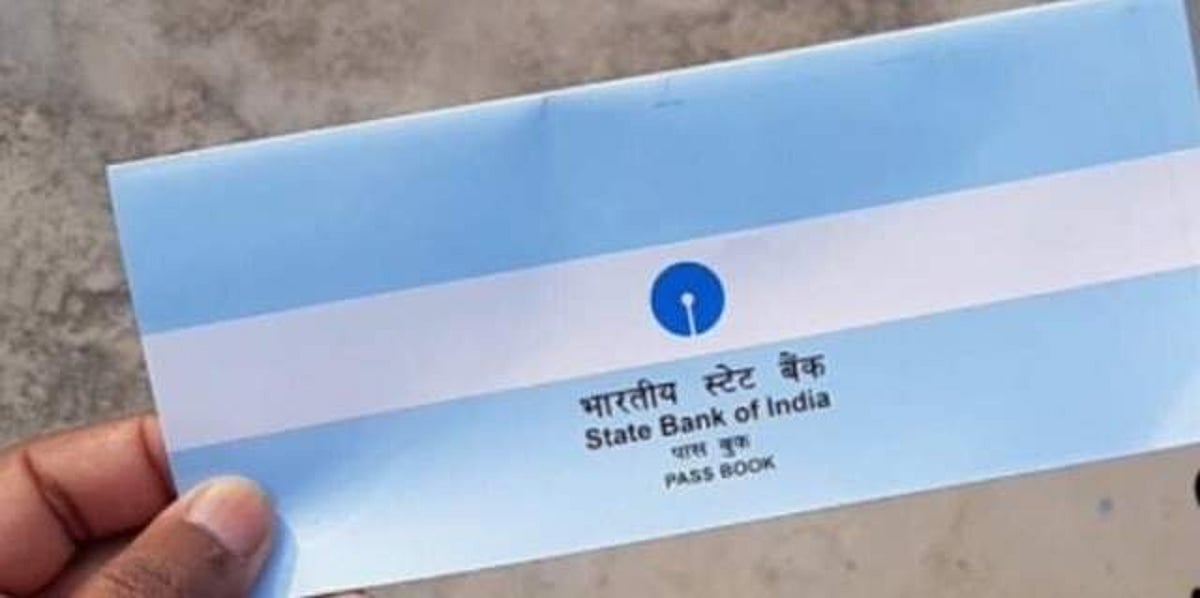 भारतीय स्टेट बैंक
State Bank of India
पास बुक
PASS BOOK